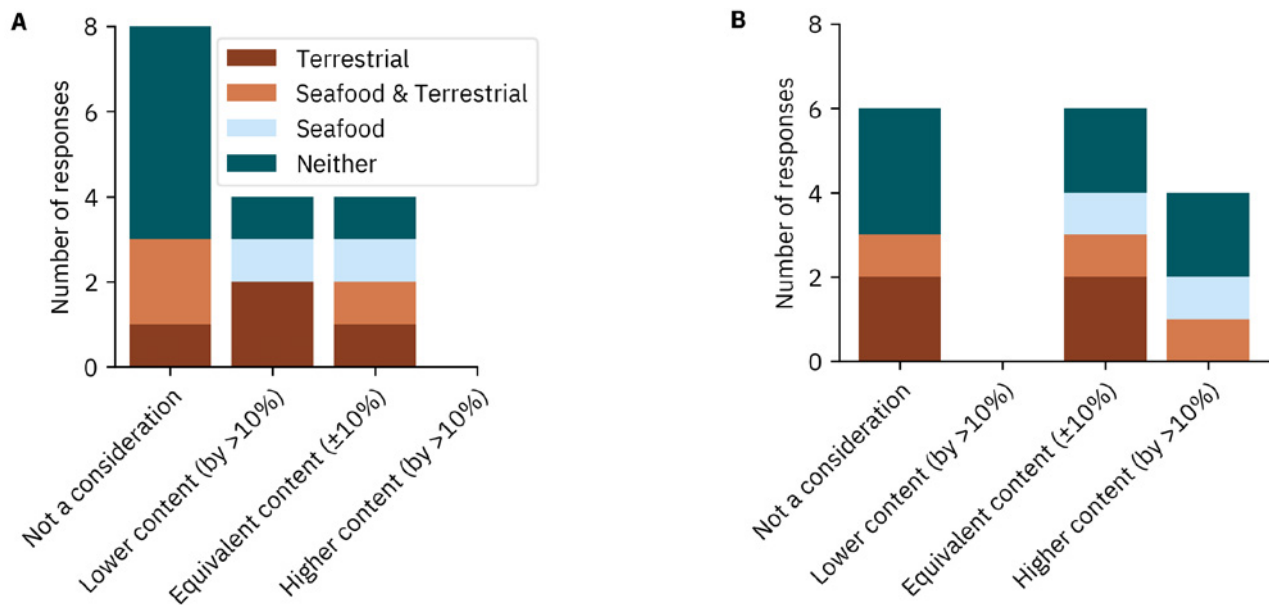 A
Number of responses
8
6
4
2
0
Terrestrial
Seafood & Terrestrial
Seafood
Neither
Not a consideration
Lower content (by >10%)
Equivalent content (±10%)
Higher content (by >10%)
B
Number of responses
8
6
4
2
0
Not a consideration
Lower content (by >10%)
Equivalent content (±10%)
Higher content (by >10%)